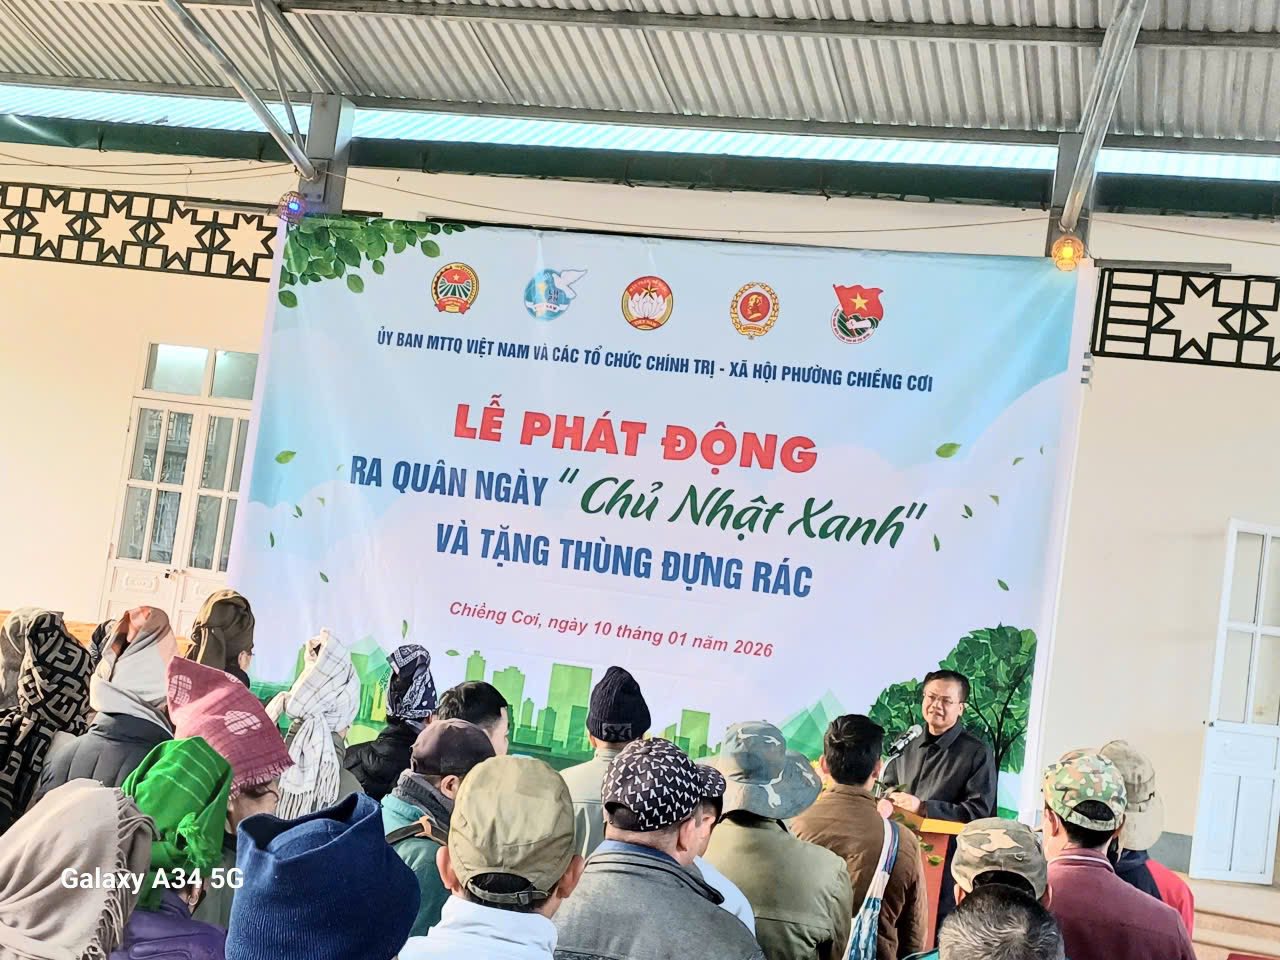 ỦY BAN MTTQ VIỆT NAM VÀ CÁC TỔ CHỨC CHÍNH TRỊ - XÃ HỘI PHƯỜNG CHIỀNG CƠI
LỄ PHÁT ĐỘNG
RA QUÂN NGÀY "Chủ Nhật Xanh"
VÀ TẶNG THÙNG ĐỰNG RÁC
Chiềng Cơi, ngày 10 tháng 01 năm 2026
Galaxy A34 5G